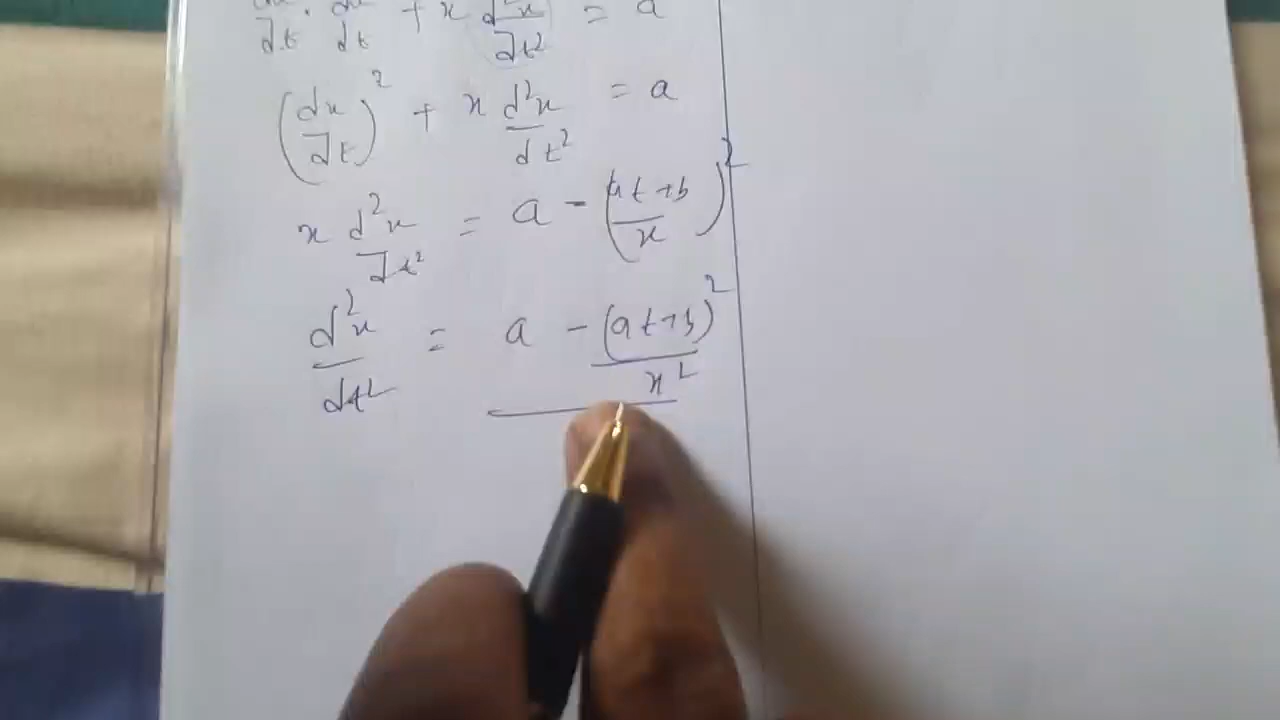 dx/dt · dx/dt + x d²x/dt² = a
(dx/dt)² + x d²x/dt² = a
x d²x/dt² = a - ((at+b)/x)²
d²x/dt² = a - (at+b)²/x²